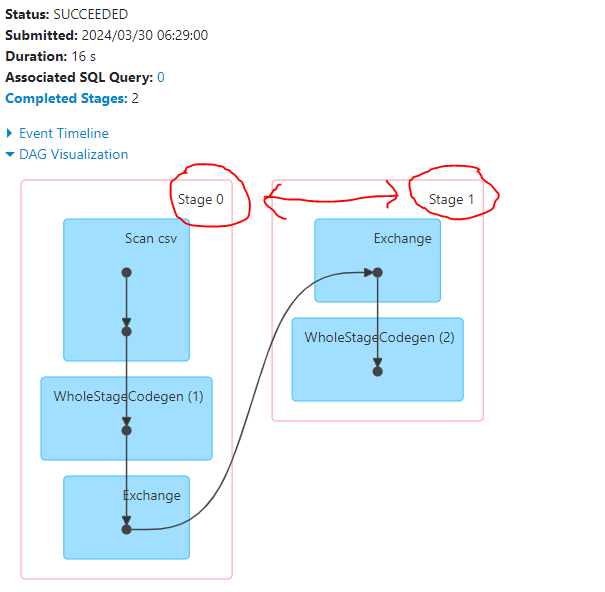 Status: SUCCEEDED
Submitted: 2024/03/30 06:29:00
Duration: 16 s
Associated SQL Query: 0
Completed Stages: 2
Event Timeline
DAG Visualization
Stage 0
Scan csv
WholeStageCodegen (1)
Exchange
Stage 1
Exchange
WholeStageCodegen (2)